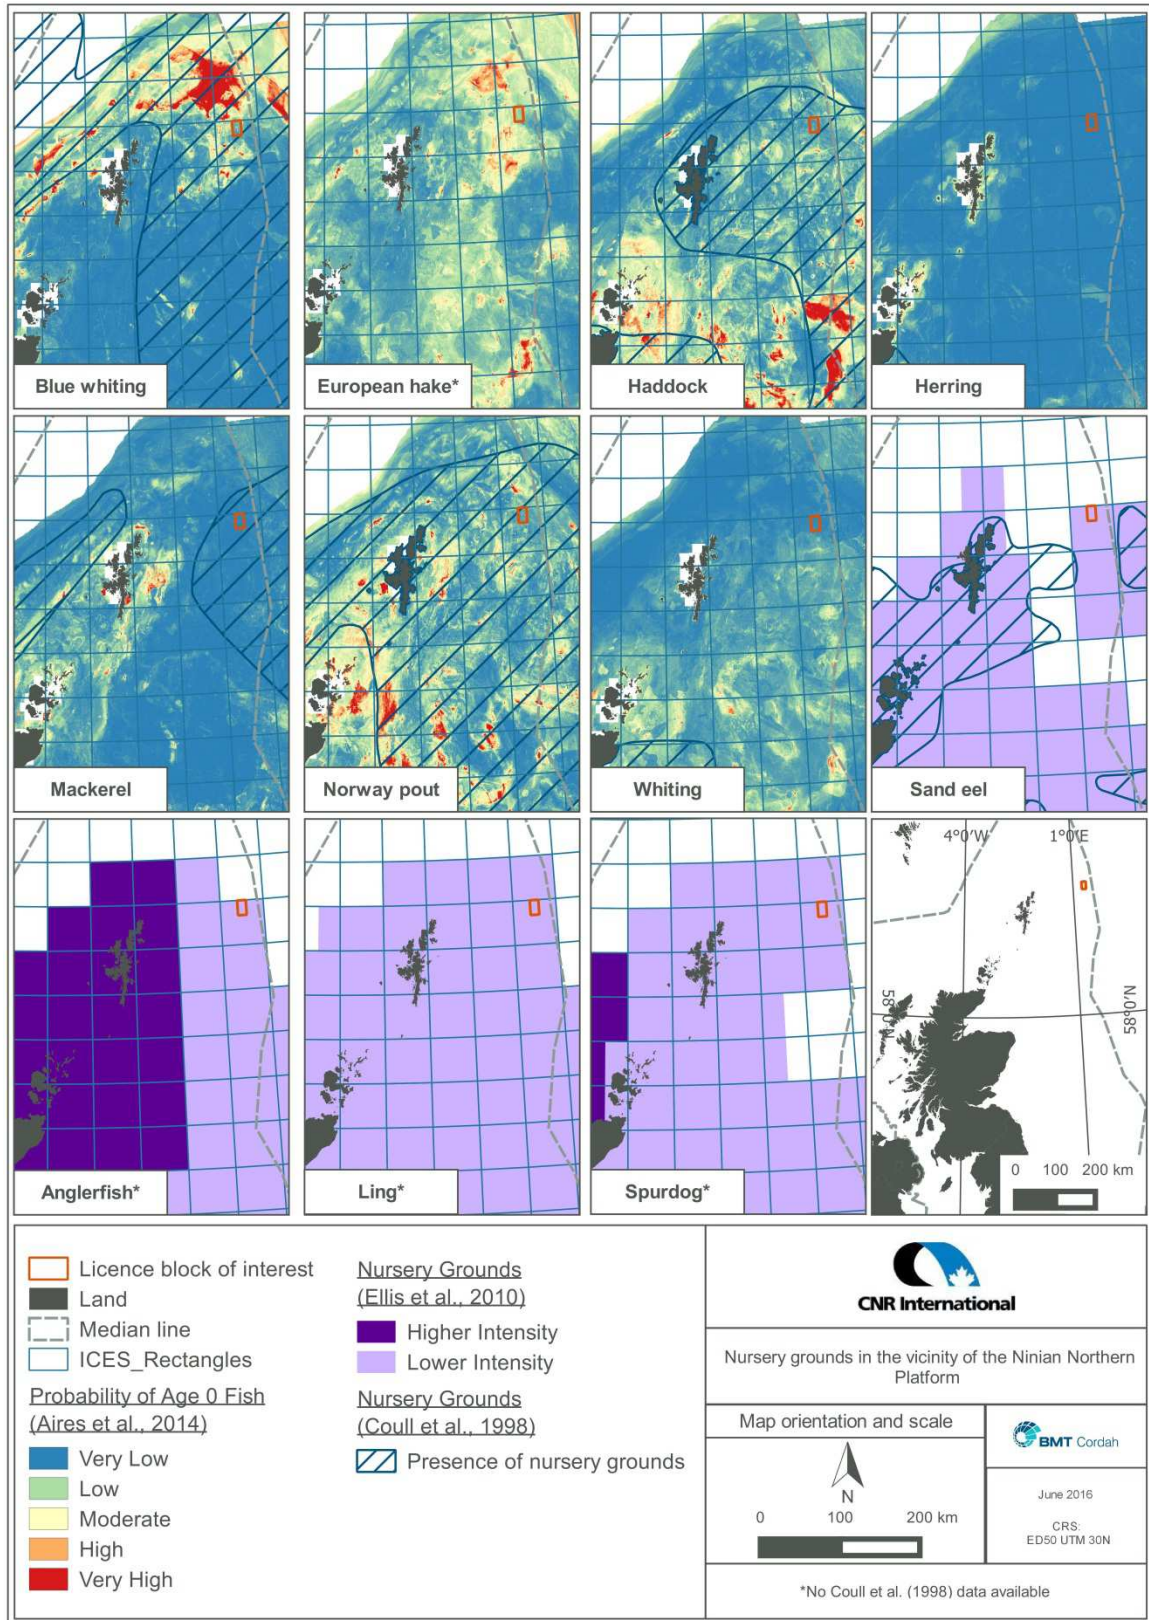 Blue whiting
European hake*
Haddock
Herring
Mackerel
Norway pout
Whiting
Sand eel
Anglerfish*
Ling*
Spurdog*
4°0'W
1°0'E
58°0'N
58°0'N
0 100 200 km
Licence block of interest
Land
Median line
ICES_Rectangles
Probability of Age 0 Fish
(Aires et al., 2014)
Very Low
Low
Moderate
High
Very High
Nursery Grounds
(Ellis et al., 2010)
Higher Intensity
Lower Intensity
Nursery Grounds
(Coull et al., 1998)
Presence of nursery grounds
CNR International
Nursery grounds in the vicinity of the Ninian Northern
Platform
Map orientation and scale
N
0 100 200 km
BMT Cordah
June 2016
CRS:
ED50 UTM 30N
*No Coull et al. (1998) data available